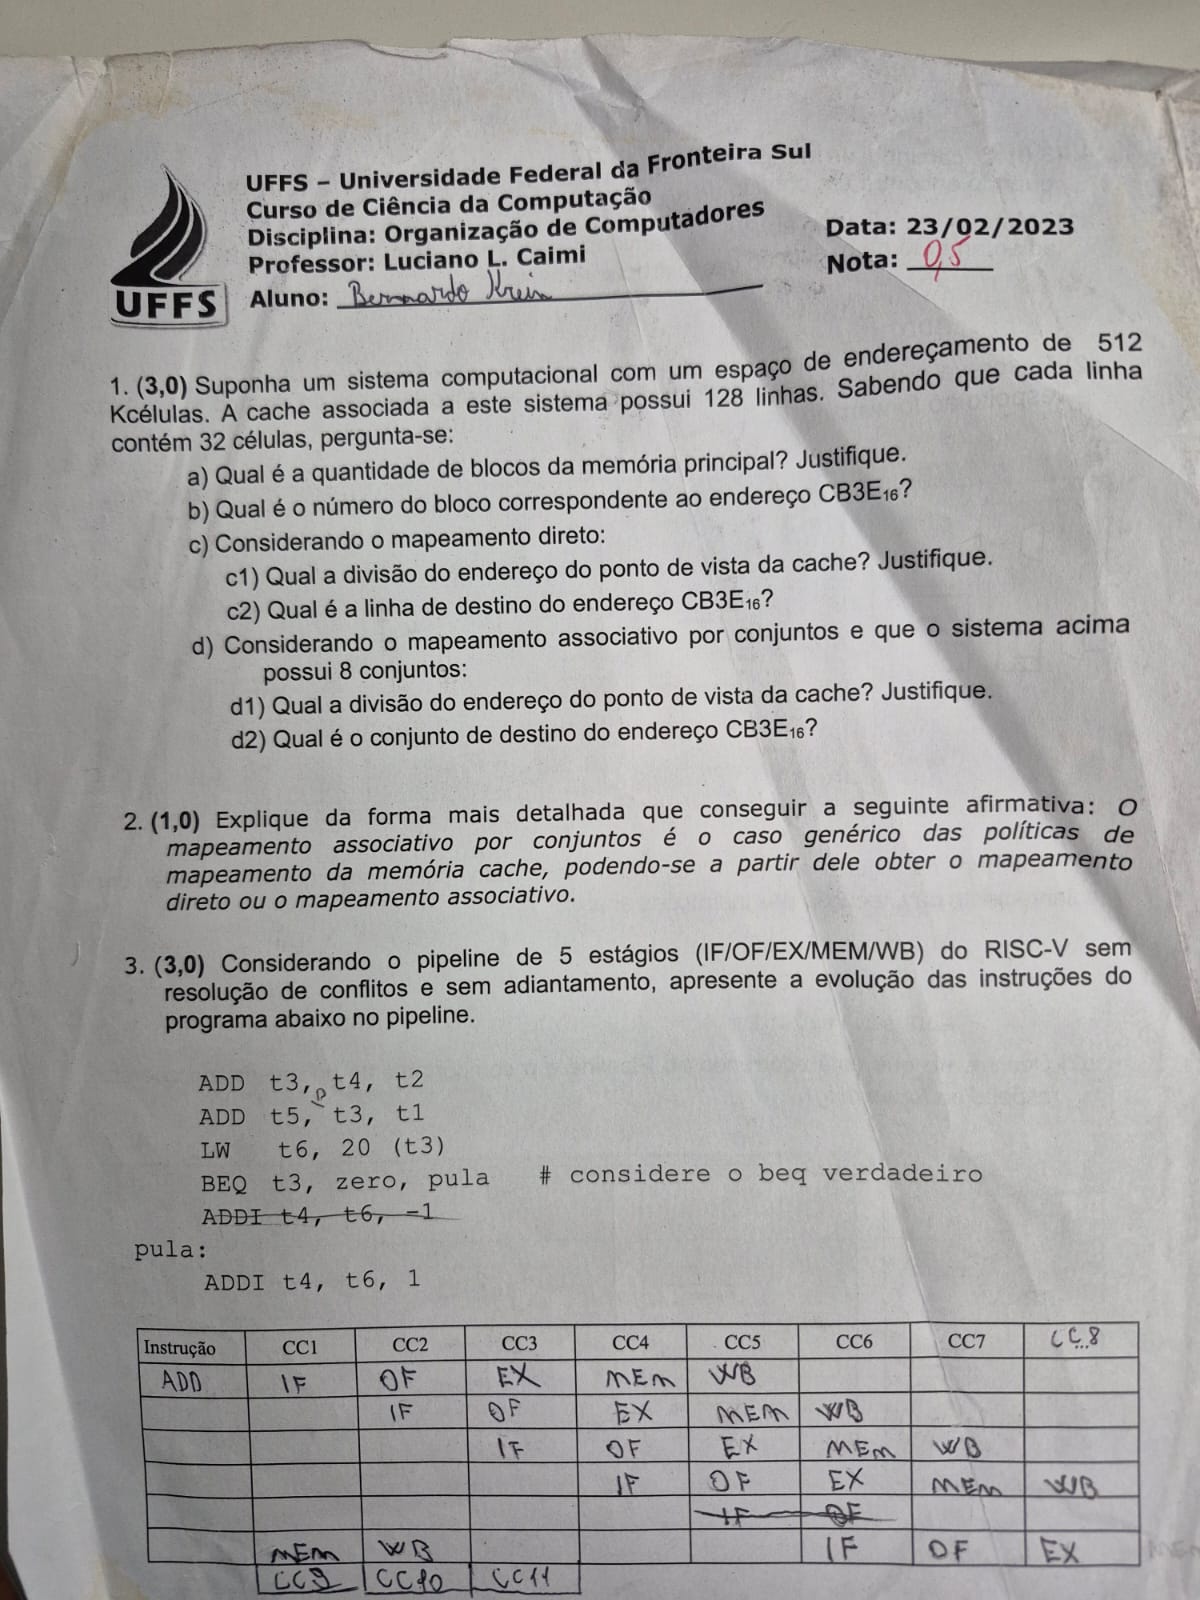 UFFS – Universidade Federal da Fronteira Sul
Curso de Ciência da Computação
Disciplina: Organização de Computadores
Data: 23/02/2023
Professor: Luciano L. Caimi
Nota: 0,5
UFFS
Aluno: Bernardo Krein
1. (3,0) Suponha um sistema computacional com um espaço de endereçamento de 512
Kcélulas. A cache associada a este sistema possui 128 linhas. Sabendo que cada linha
contém 32 células, pergunta-se:
a) Qual é a quantidade de blocos da memória principal? Justifique.
b) Qual é o número do bloco correspondente ao endereço CB3E₁₆?
c) Considerando o mapeamento direto:
c1) Qual a divisão do endereço do ponto de vista da cache? Justifique.
c2) Qual é a linha de destino do endereço CB3E₁₆?
d) Considerando o mapeamento associativo por conjuntos e que o sistema acima
possui 8 conjuntos:
d1) Qual a divisão do endereço do ponto de vista da cache? Justifique.
d2) Qual é o conjunto de destino do endereço CB3E₁₆?
2. (1,0) Explique da forma mais detalhada que conseguir a seguinte afirmativa: O
mapeamento associativo por conjuntos é o caso genérico das políticas de
mapeamento da memória cache, podendo-se a partir dele obter o mapeamento
direto ou o mapeamento associativo.
3. (3,0) Considerando o pipeline de 5 estágios (IF/OF/EX/MEM/WB) do RISC-V sem
resolução de conflitos e sem adiantamento, apresente a evolução das instruções do
programa abaixo no pipeline.
ADD t3, t4, t2
ADD t5, t3, t1
LW t6, 20 (t3)
BEQ t3, zero, pula # considere o beq verdadeiro
ADDI t4, t6, -1
pula:
ADDI t4, t6, 1
Instrução CC1 CC2 CC3 CC4 CC5 CC6 CC7 CC8
ADD IF OF EX MEM WB
IF OF EX MEM WB
IF OF EX MEM WB
IF OF EX MEM WB
IF OF
MEM WB IF OF EX
CC9 CC10 CC11